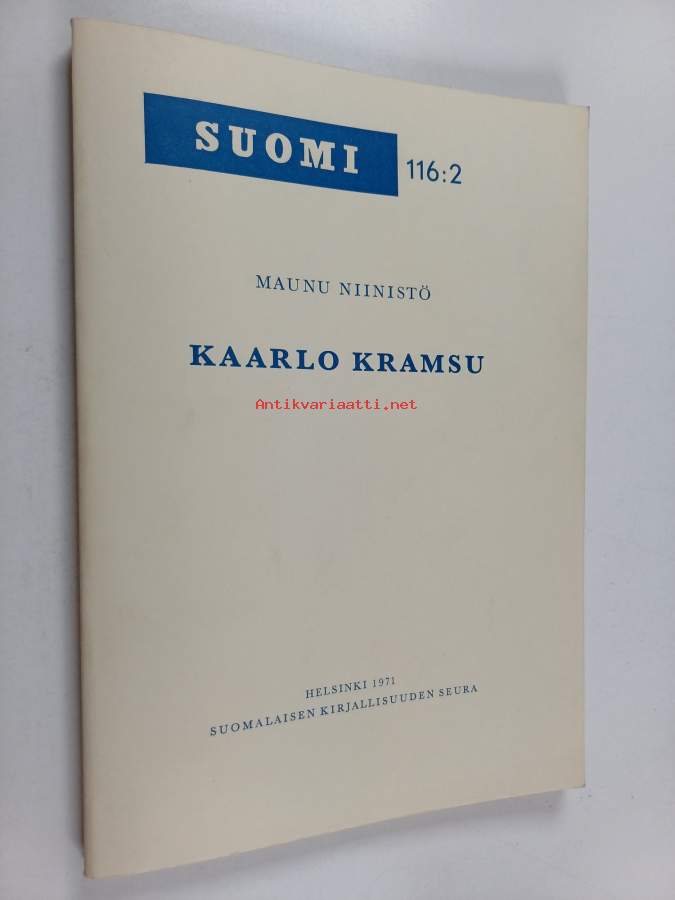 SUOMI 116:2
MAUNU NIINISTÖ
KAARLO KRAMSU
Antikvariaatti.net
HELSINKI 1971
SUOMALAISEN KIRJALLISUUDEN SEURA